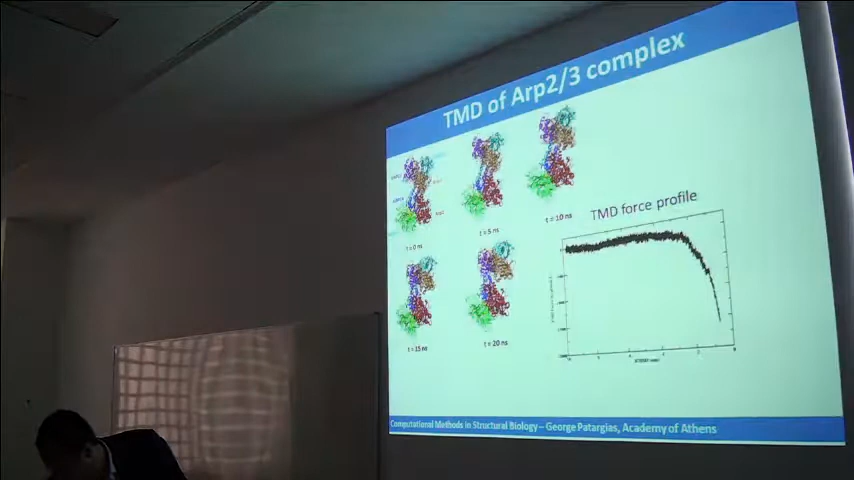 TMD of Arp2/3 complex
t = 0 ns
t = 5 ns
t = 10 ns
TMD force profile
t = 15 ns
t = 20 ns
Computational Methods in Structural Biology – George Patargias, Academy of Athens